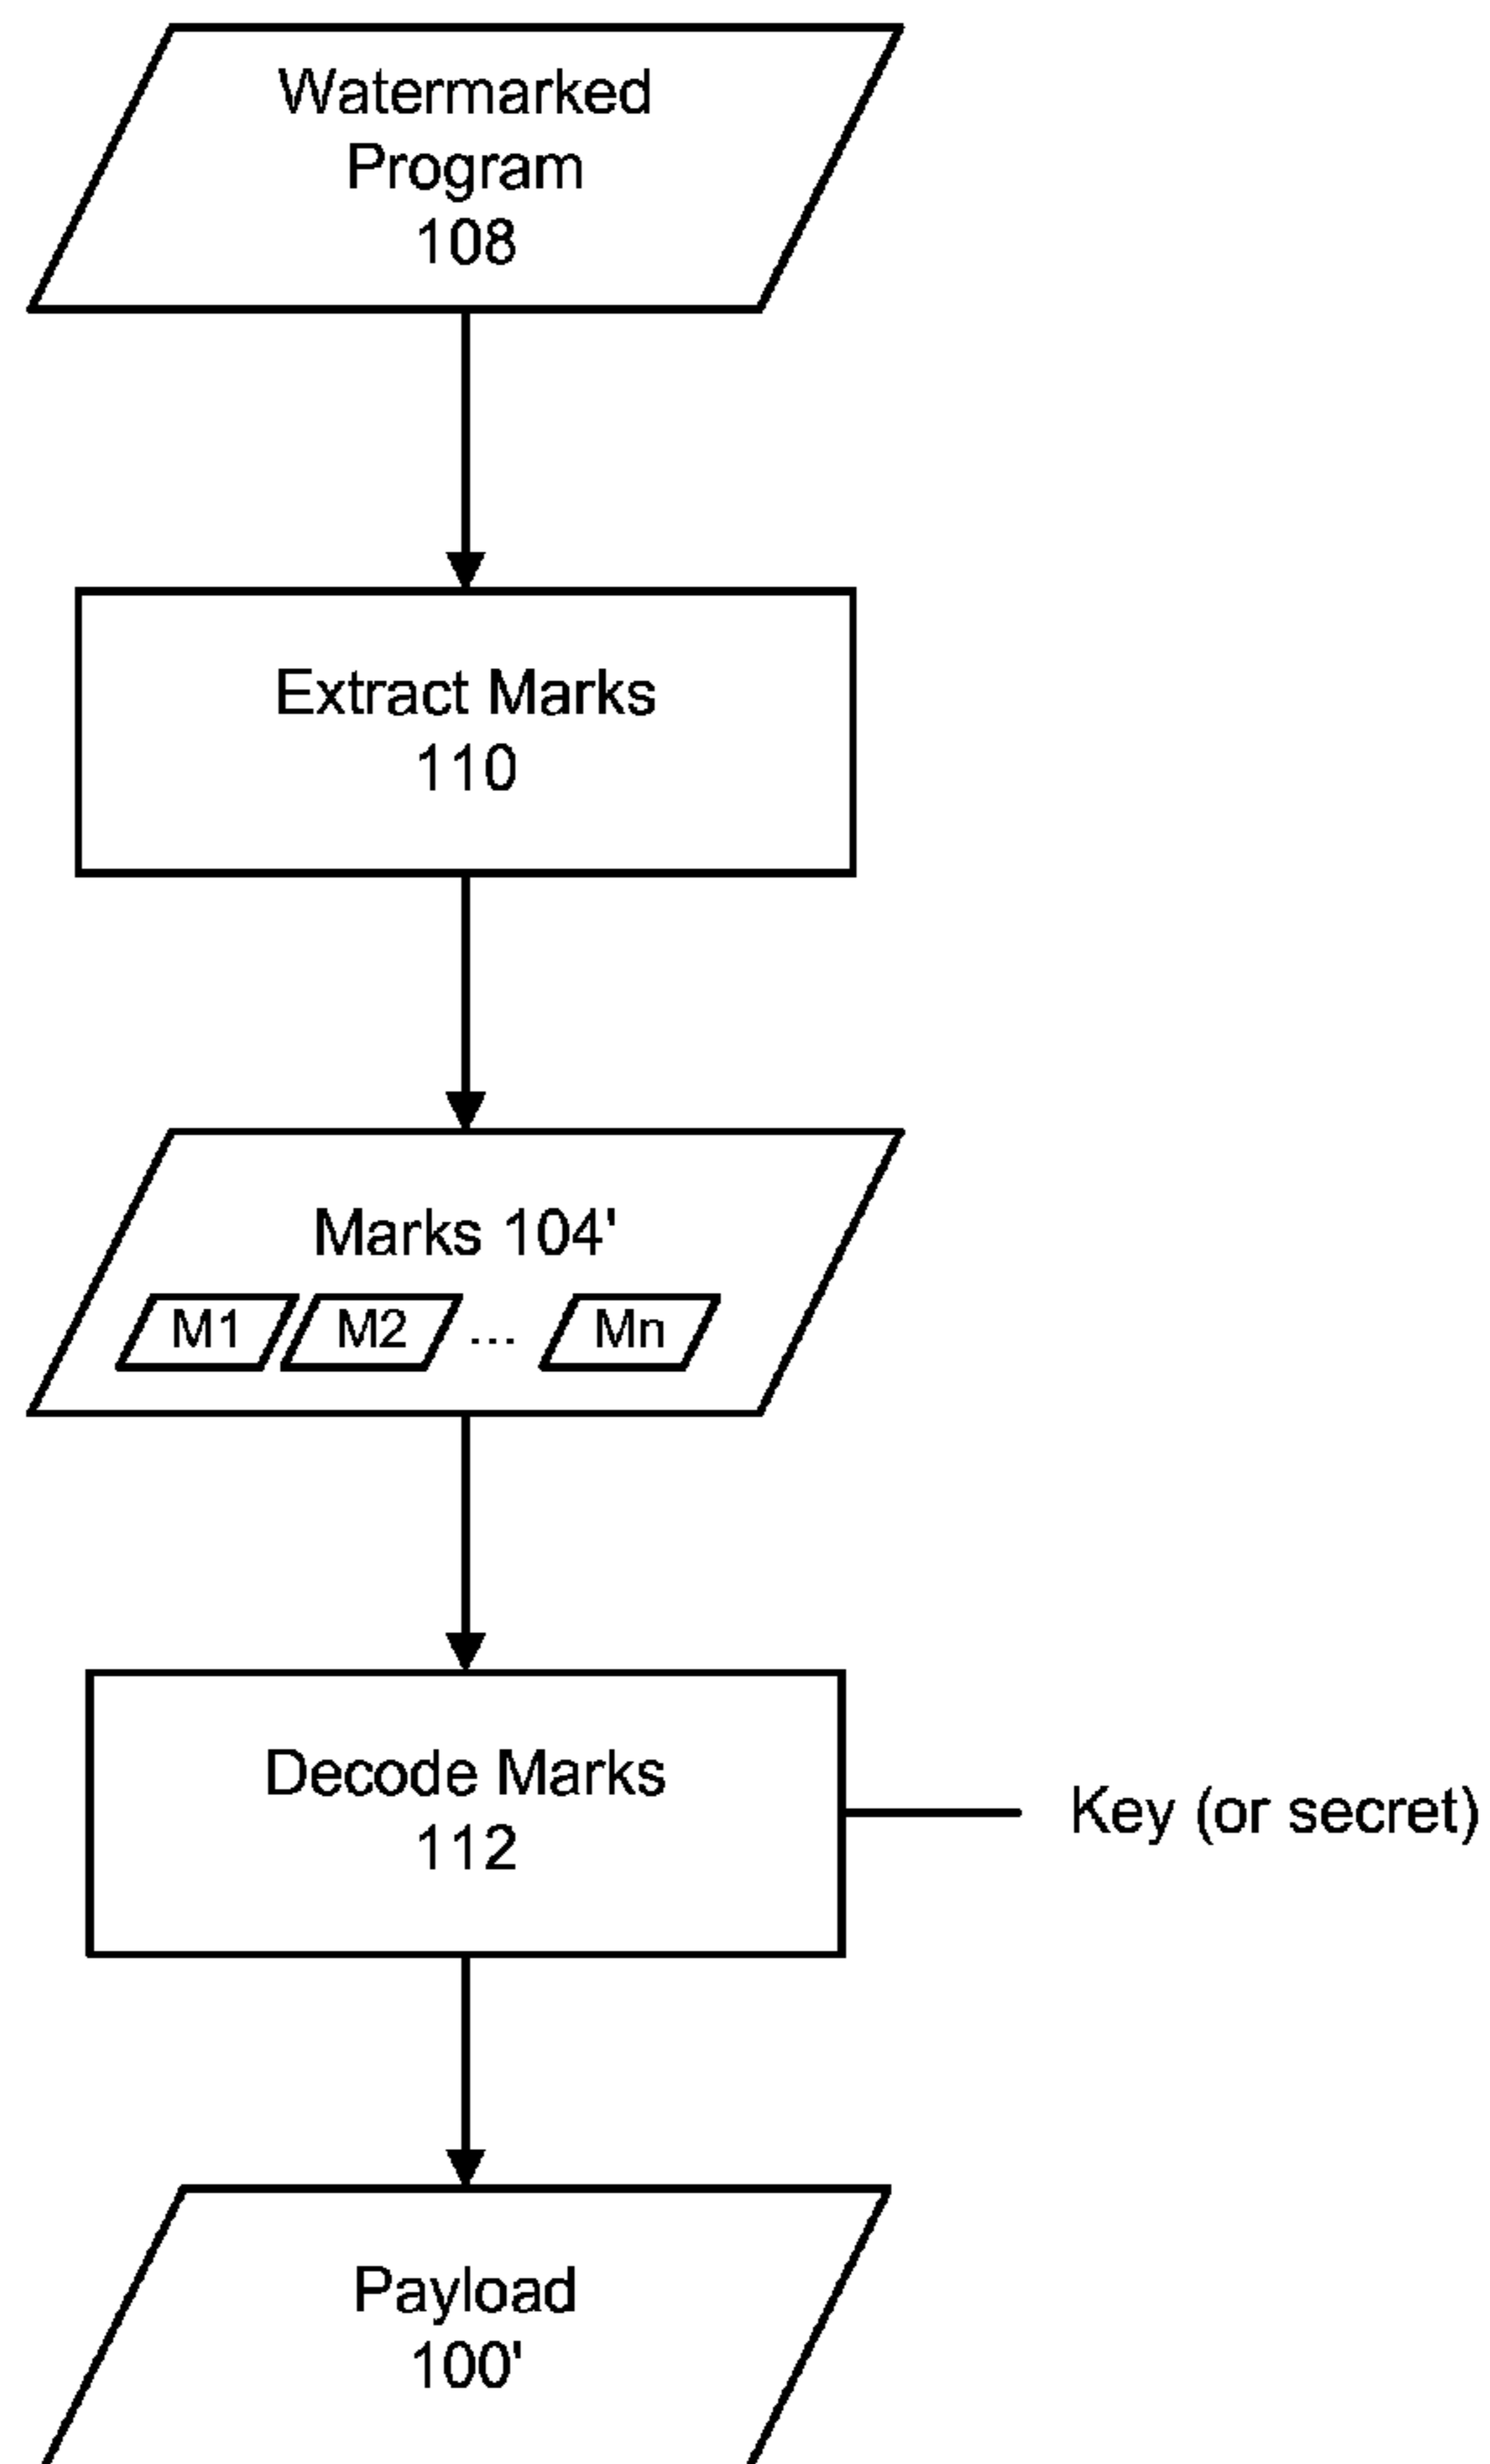 Watermarked
Program
108
Extract Marks
110
Marks 104'
M1 M2 ... Mn
Decode Marks
112
Key (or secret)
Payload
100'